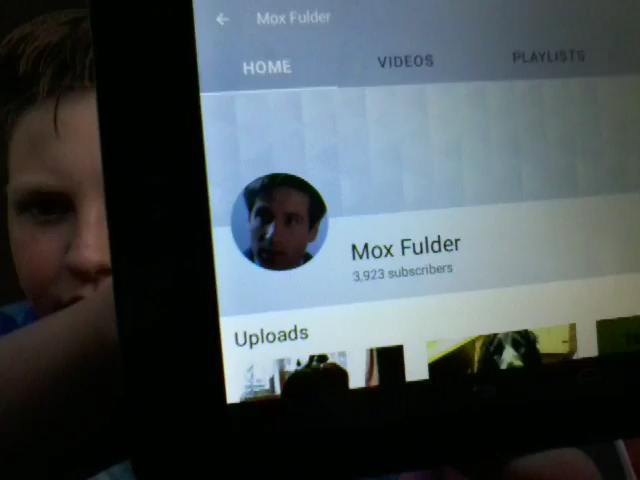 Mox Fulder
HOME VIDEOS PLAYLISTS
Mox Fulder
3,923 subscribers
Uploads